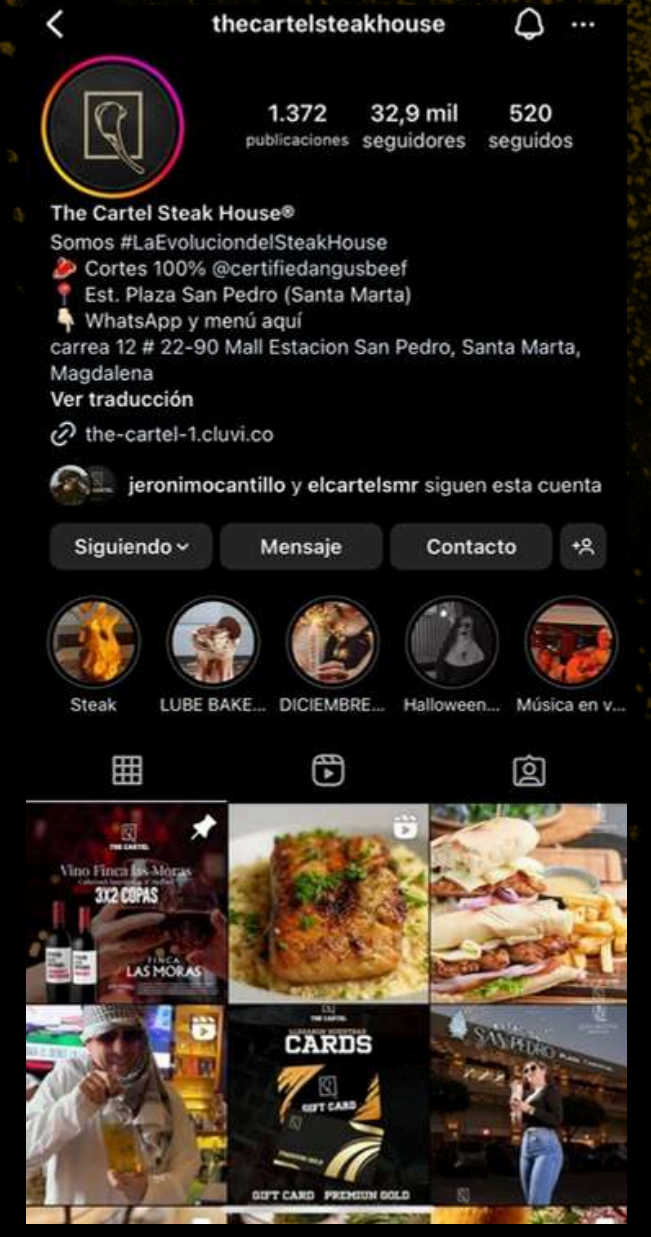 thecartelsteakhouse
1.372 32,9 mil 520
publicaciones seguidores seguidos
The Cartel Steak House®
Somos #LaEvoluciondelSteakHouse
🥩 Cortes 100% @certifiedangusbeef
📍 Est. Plaza San Pedro (Santa Marta)
👇🏻 WhatsApp y menú aquí
carrea 12 # 22-90 Mall Estacion San Pedro, Santa Marta,
Magdalena
Ver traducción
the-cartel-1.cluvi.co
jeronimocantillo y elcartelsmr siguen esta cuenta
Siguiendo Mensaje Contacto
Steak LUBE BAKE... DICIEMBRE... Halloween... Música en v...
THE CARTEL
Vino Finca las Moras
3X2 COPAS
FINCA
LAS MORAS
THE CARTEL
CARDS
GIFT CARD
PREMIUM GOLD
GIFT CARD PREMIUN GOLD
SAN PEDRO